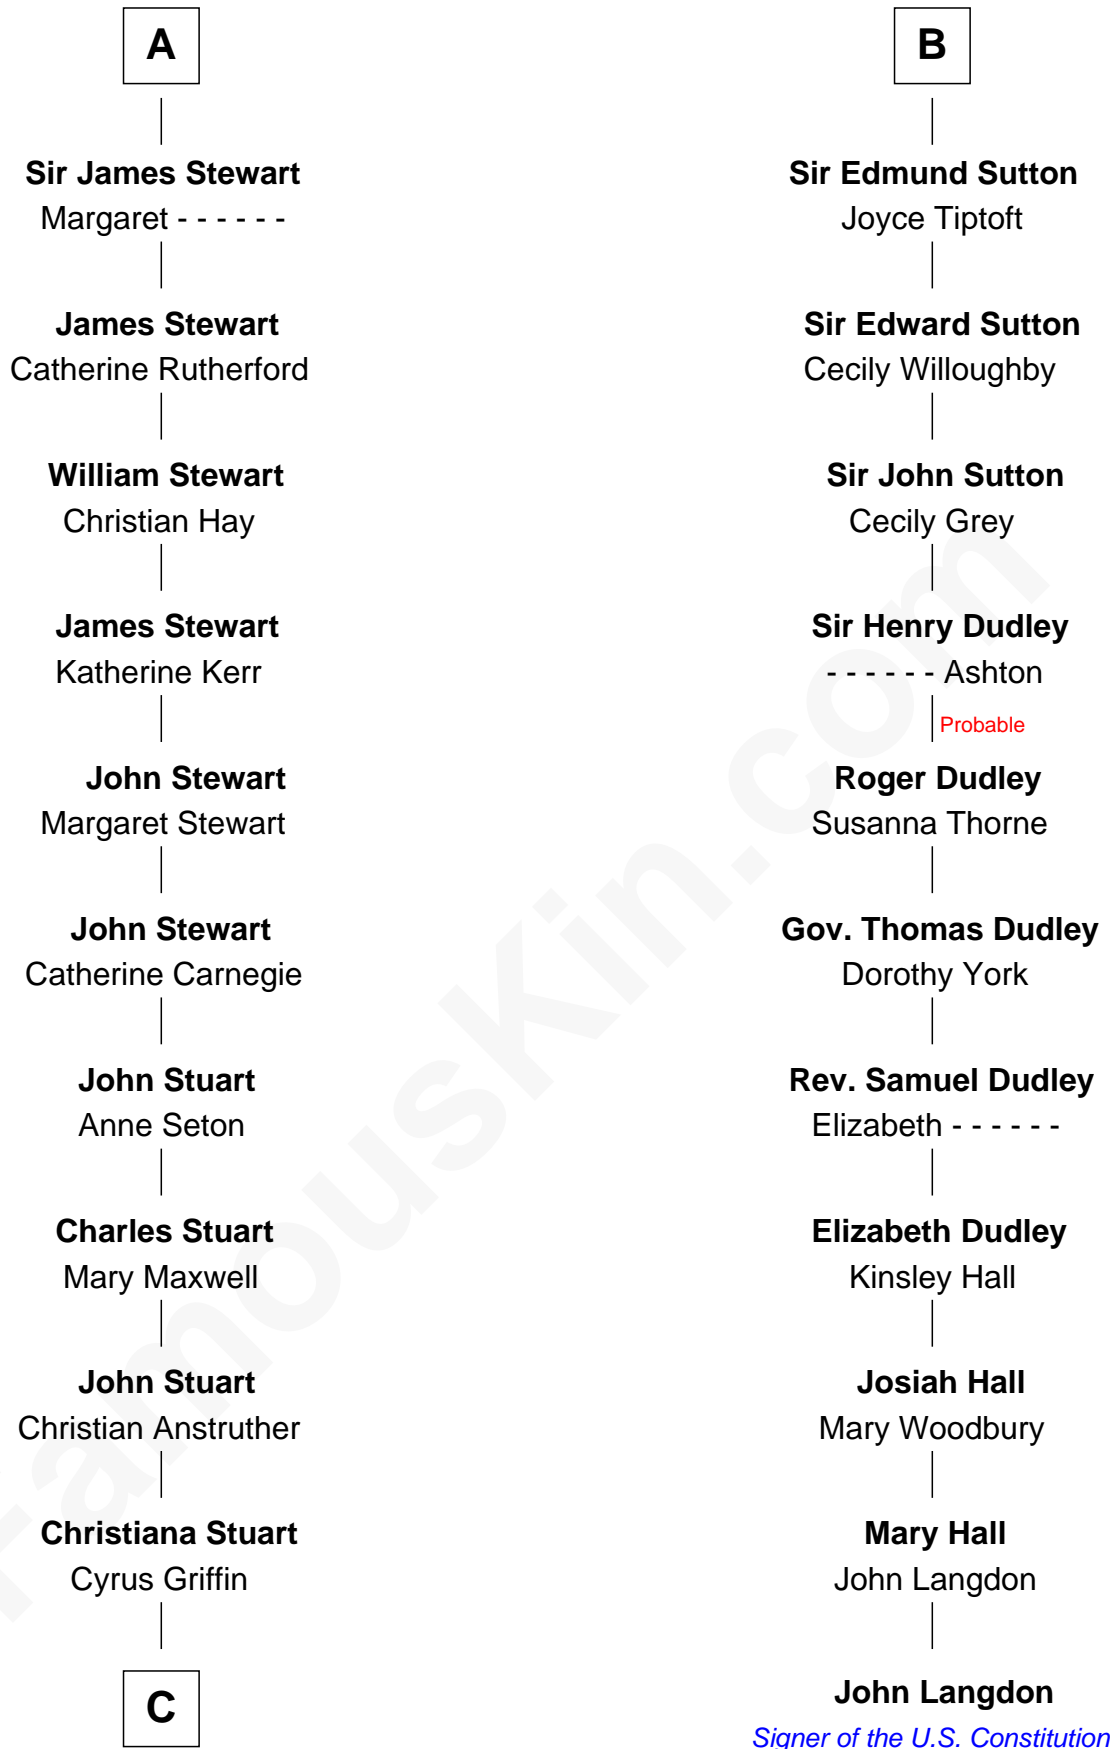 A
Sir James Stewart
Margaret - - - - - -
James Stewart
Catherine Rutherford
William Stewart
Christian Hay
James Stewart
Katherine Kerr
John Stewart
Margaret Stewart
John Stewart
Catherine Carnegie
John Stuart
Anne Seton
Charles Stuart
Mary Maxwell
John Stuart
Christian Anstruther
Christiana Stuart
Cyrus Griffin
C
B
Sir Edmund Sutton
Joyce Tiptoft
Sir Edward Sutton
Cecily Willoughby
Sir John Sutton
Cecily Grey
Sir Henry Dudley
- - - - - - Ashton
Probable
Roger Dudley
Susanna Thorne
Gov. Thomas Dudley
Dorothy York
Rev. Samuel Dudley
Elizabeth - - - - - -
Elizabeth Dudley
Kinsley Hall
Josiah Hall
Mary Woodbury
Mary Hall
John Langdon
John Langdon
Signer of the U.S. Constitution
FamousKin.com